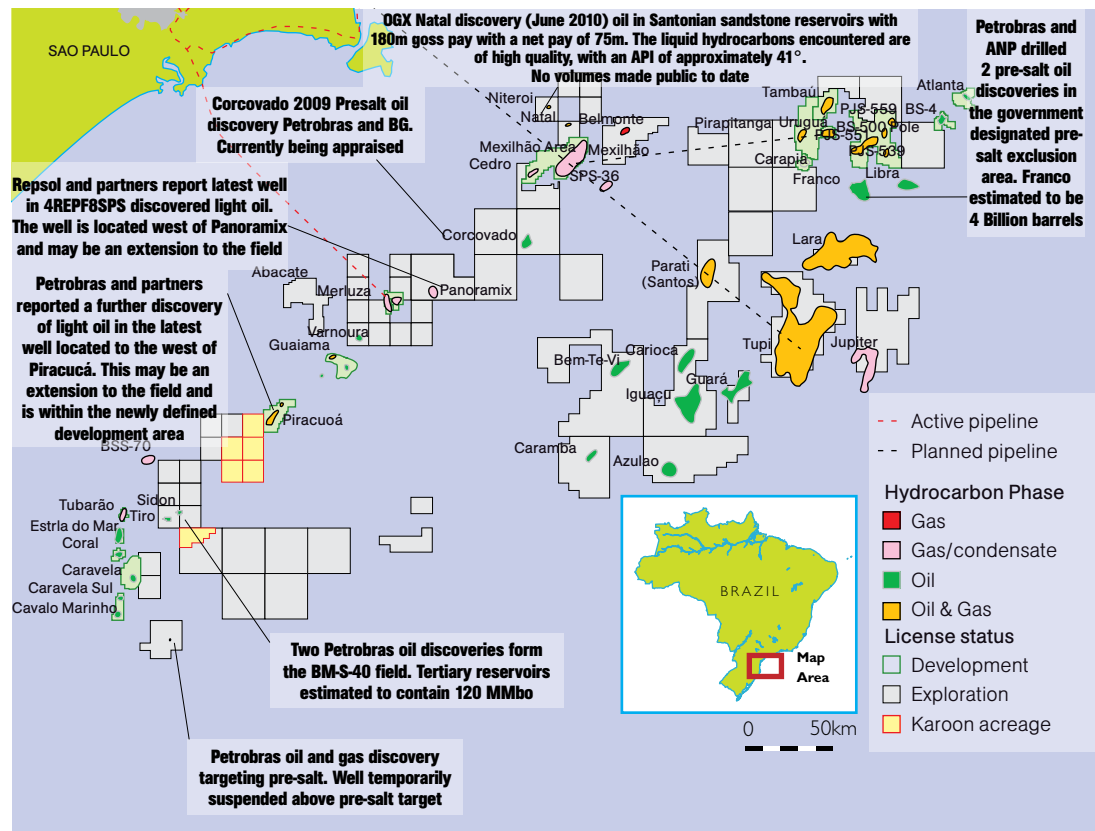 SAO PAULO
OGX Natal discovery (June 2010) oil in Santonian sandstone reservoirs with
180m goss pay with a net pay of 75m. The liquid hydrocarbons encountered are
of high quality, with an API of approximately 41°.
No volumes made public to date
Petrobras and
ANP drilled
2 pre-salt oil
discoveries in
the government
designated pre-
salt exclusion
area. Franco
estimated to be
4 Billion barrels
Corcovado 2009 Presalt oil
discovery Petrobras and BG.
Currently being appraised
Repsol and partners report latest well
in 4REPF8SPS discovered light oil.
The well is located west of Panoramix
and may be an extension to the field
Petrobras and partners
reported a further discovery
of light oil in the latest
well located to the west of
Piracucá. This may be an
extension to the field and
is within the newly defined
development area
Niteroi
Natal
Belmonte
Mexilhão Area
Mexilhão
Cedro
SPS-36
Tambaú
Atlanta
PJS-559
BS-4
Pirapitanga
Uruguá
BS-500
Pole
PJS-551
PJS-539
Carapiá
Franco
Libra
Corcovado
Lara
Parati
(Santos)
Abacate
Merluza
Panoramix
Varnoura
Guaiama
Tupi
Jupiter
Carioca
Bem-Te-Vi
Guará
Iguaçu
Piracuoá
BSS-70
Caramba
Azulao
Tubarão
Sidon
Tiro
Estrla do Mar
Coral
Caravela
Caravela Sul
Cavalo Marinho
Two Petrobras oil discoveries form
the BM-S-40 field. Tertiary reservoirs
estimated to contain 120 MMbo
Petrobras oil and gas discovery
targeting pre-salt. Well temporarily
suspended above pre-salt target
BRAZIL
Map
Area
0 50km
Active pipeline
Planned pipeline
Hydrocarbon Phase
Gas
Gas/condensate
Oil
Oil & Gas
License status
Development
Exploration
Karoon acreage